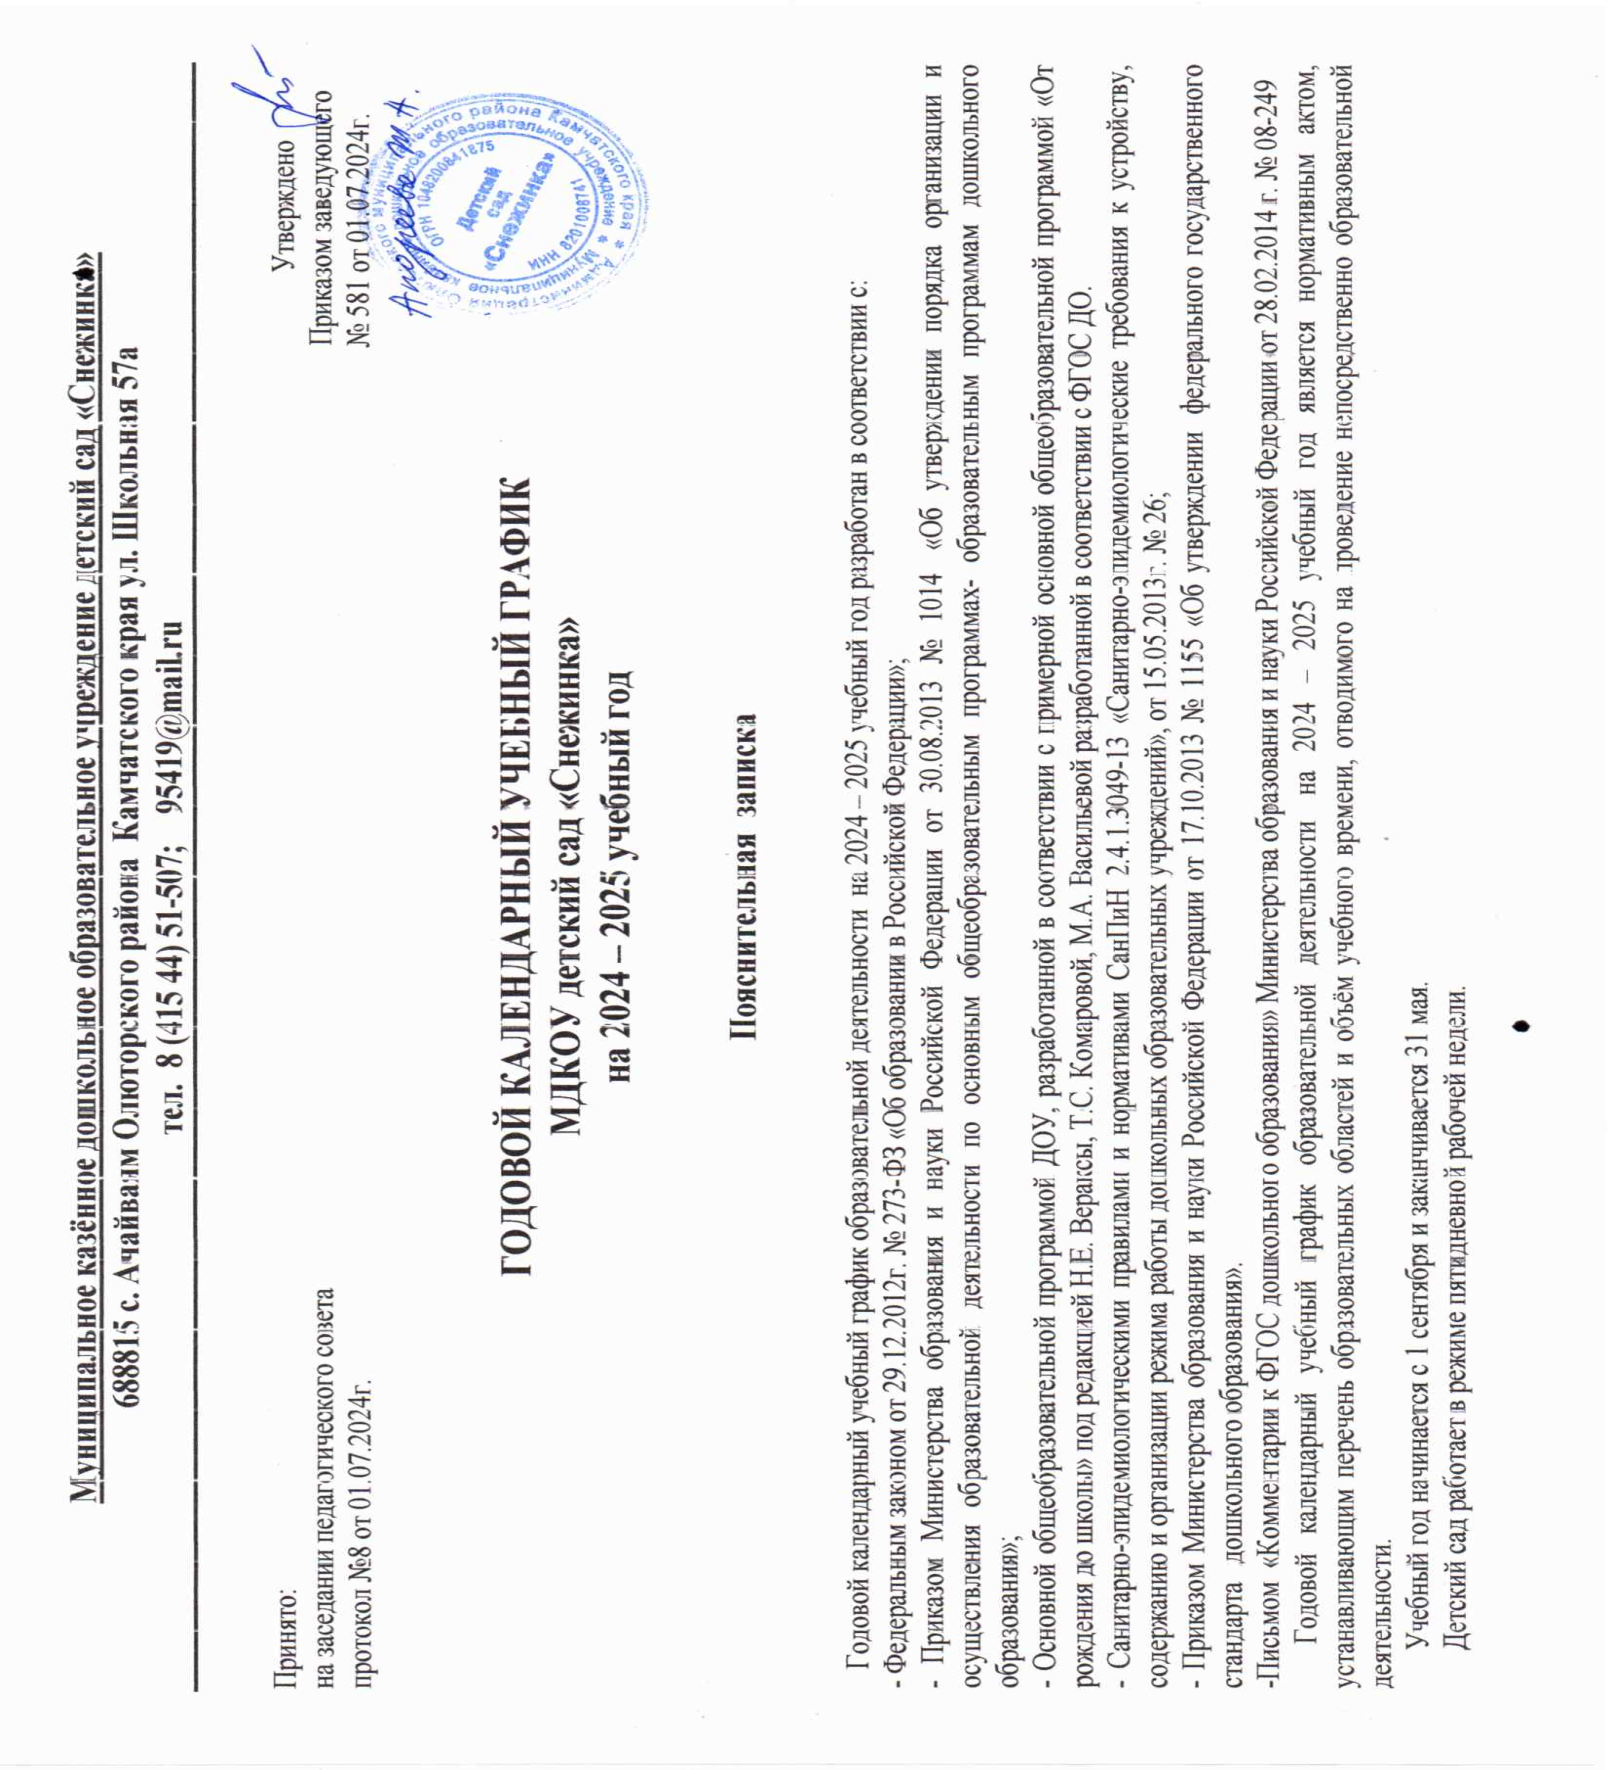 Муниципальное казённое дошкольное образовательное учреждение детский сад «Снежинка»
688815 с. Ачайваям Олюторского района Камчатского края ул. Школьная 57а
тел. 8 (415 44) 51-507; 95419@mail.ru
Принято:
на заседании педагогического совета
протокол №8 от 01.07.2024г.
Утверждено
Приказом заведующего
№ 581 от 01.07.2024г.
Андреева Т.Н.
ОГРН 1048200841875
Детский
сад
«Снежинка»
ИНН 8201008741
ГОДОВОЙ КАЛЕНДАРНЫЙ УЧЕБНЫЙ ГРАФИК
МДКОУ детский сад «Снежинка»
на 2024 – 2025 учебный год
Пояснительная записка
Годовой календарный учебный график образовательной деятельности на 2024 – 2025 учебный год разработан в соответствии с:
- Федеральным законом от 29.12.2012г. № 273-ФЗ «Об образовании в Российской Федерации»;
- Приказом Министерства образования и науки Российской Федерации от 30.08.2013 № 1014 «Об утверждении порядка организации и
осуществления образовательной деятельности по основным общеобразовательным программах- образовательным программам дошкольного
образования»;
- Основной общеобразовательной программой ДОУ, разработанной в соответствии с примерной основной общеобразовательной программой «От
рождения до школы» под редакцией Н.Е. Вераксы, Т.С. Комаровой, М.А. Васильевой разработанной в соответствии с ФГОС ДО.
- Санитарно-эпидемиологическими правилами и нормативами СанПиН 2.4.1.3049-13 «Санитарно-эпидемиологические требования к устройству,
содержанию и организации режима работы дошкольных образовательных учреждений», от 15.05.2013г. № 26;
- Приказом Министерства образования и науки Российской Федерации от 17.10.2013 № 1155 «Об утверждении федерального государственного
стандарта дошкольного образования».
-Письмом «Комментарии к ФГОС дошкольного образования» Министерства образования и науки Российской Федерации от 28.02.2014 г. № 08-249
Годовой календарный учебный график образовательной деятельности на 2024 – 2025 учебный год является нормативным актом,
устанавливающим перечень образовательных областей и объём учебного времени, отводимого на проведение непосредственно образовательной
деятельности.
Учебный год начинается с 1 сентября и заканчивается 31 мая.
Детский сад работает в режиме пятидневной рабочей недели.